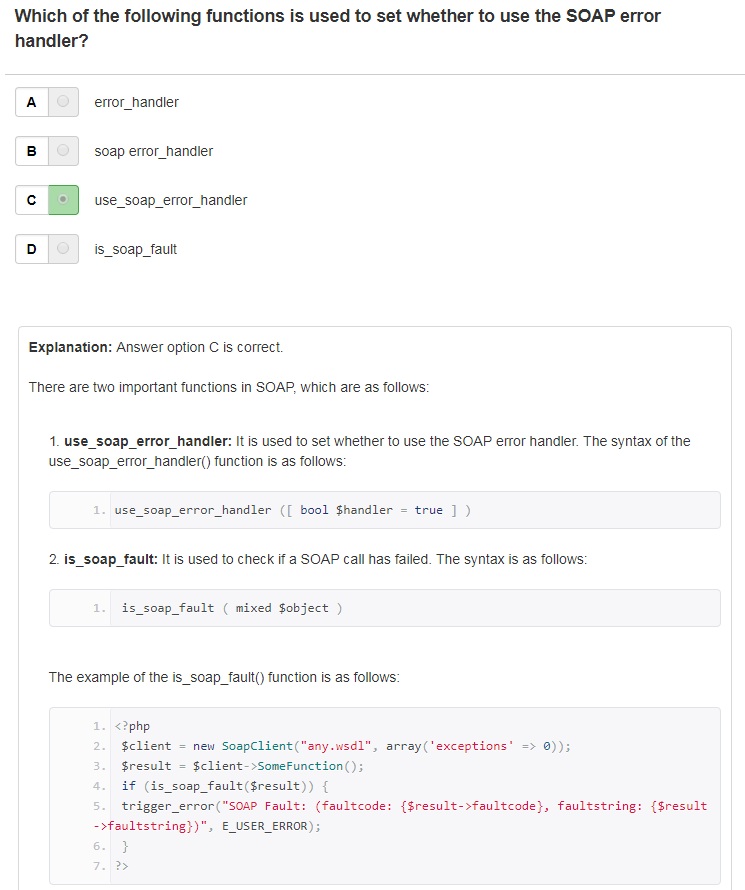 Which of the following functions is used to set whether to use the SOAP error
handler?
A error_handler
B soap error_handler
C use_soap_error_handler
D is_soap_fault
Explanation: Answer option C is correct.
There are two important functions in SOAP, which are as follows:
1. use_soap_error_handler: It is used to set whether to use the SOAP error handler. The syntax of the
use_soap_error_handler() function is as follows:
1. use_soap_error_handler ([ bool $handler = true ] )
2. is_soap_fault: It is used to check if a SOAP call has failed. The syntax is as follows:
1. is_soap_fault ( mixed $object )
The example of the is_soap_fault() function is as follows:
1. <?php
2. $client = new SoapClient("any.wsdl", array('exceptions' => 0));
3. $result = $client->SomeFunction();
4. if (is_soap_fault($result)) {
5. trigger_error("SOAP Fault: (faultcode: {$result->faultcode}, faultstring: {$result
->faultstring})", E_USER_ERROR);
6. }
7. ?>